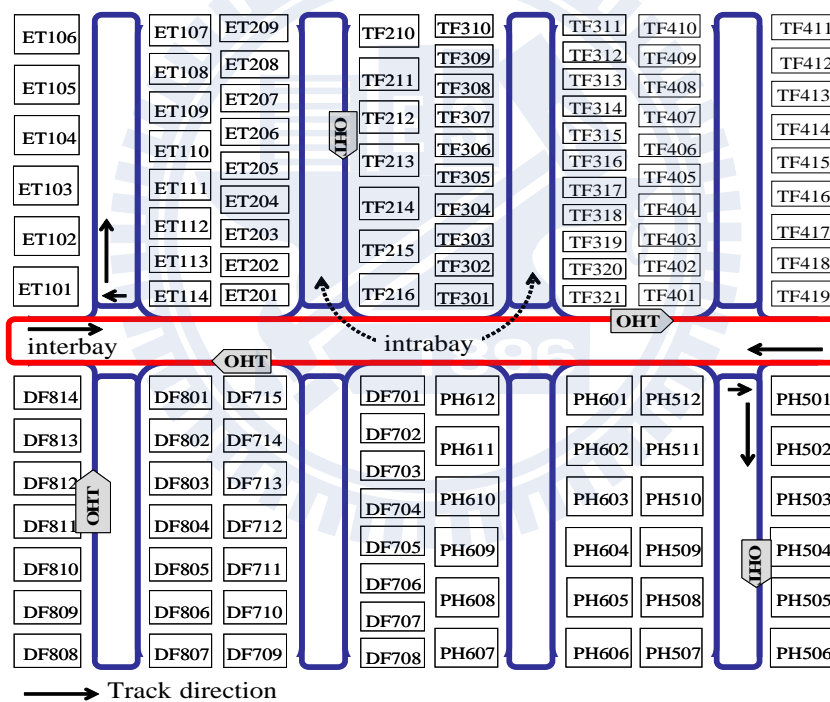 ET106
ET105
ET104
ET103
ET102
ET101
ET107
ET108
ET109
ET110
ET111
ET112
ET113
ET114
ET209
ET208
ET207
ET206
ET205
ET204
ET203
ET202
ET201
OHT
TF210
TF211
TF212
TF213
TF214
TF215
TF216
TF310
TF309
TF308
TF307
TF306
TF305
TF304
TF303
TF302
TF301
TF311
TF312
TF313
TF314
TF315
TF316
TF317
TF318
TF319
TF320
TF321
TF410
TF409
TF408
TF407
TF406
TF405
TF404
TF403
TF402
TF401
TF411
TF412
TF413
TF414
TF415
TF416
TF417
TF418
TF419
OHT
interbay
intrabay
OHT
896
DF814
DF813
DF812
DF811
DF810
DF809
DF808
OHT
DF801
DF802
DF803
DF804
DF805
DF806
DF807
DF715
DF714
DF713
DF712
DF711
DF710
DF709
DF701
DF702
DF703
DF704
DF705
DF706
DF707
DF708
PH612
PH611
PH610
PH609
PH608
PH607
PH601
PH602
PH603
PH604
PH605
PH606
PH512
PH511
PH510
PH509
PH508
PH507
OHT
PH501
PH502
PH503
PH504
PH505
PH506
Track direction